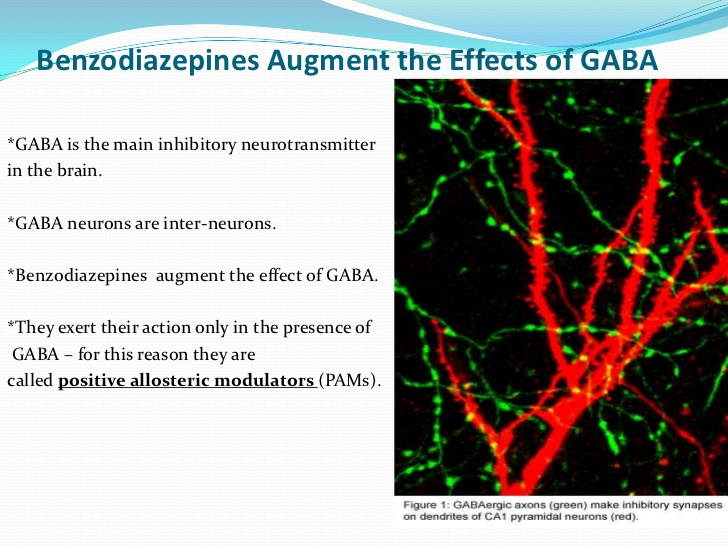 Benzodiazepines Augment the Effects of GABA
*GABA is the main inhibitory neurotransmitter
in the brain.
*GABA neurons are inter-neurons.
*Benzodiazepines  augment the effect of GABA.
*They exert their action only in the presence of
GABA – for this reason they are
called positive allosteric modulators (PAMs).
Figure 1: GABAergic axons (green) make inhibitory synapses
on dendrites of CA1 pyramidal neurons (red).